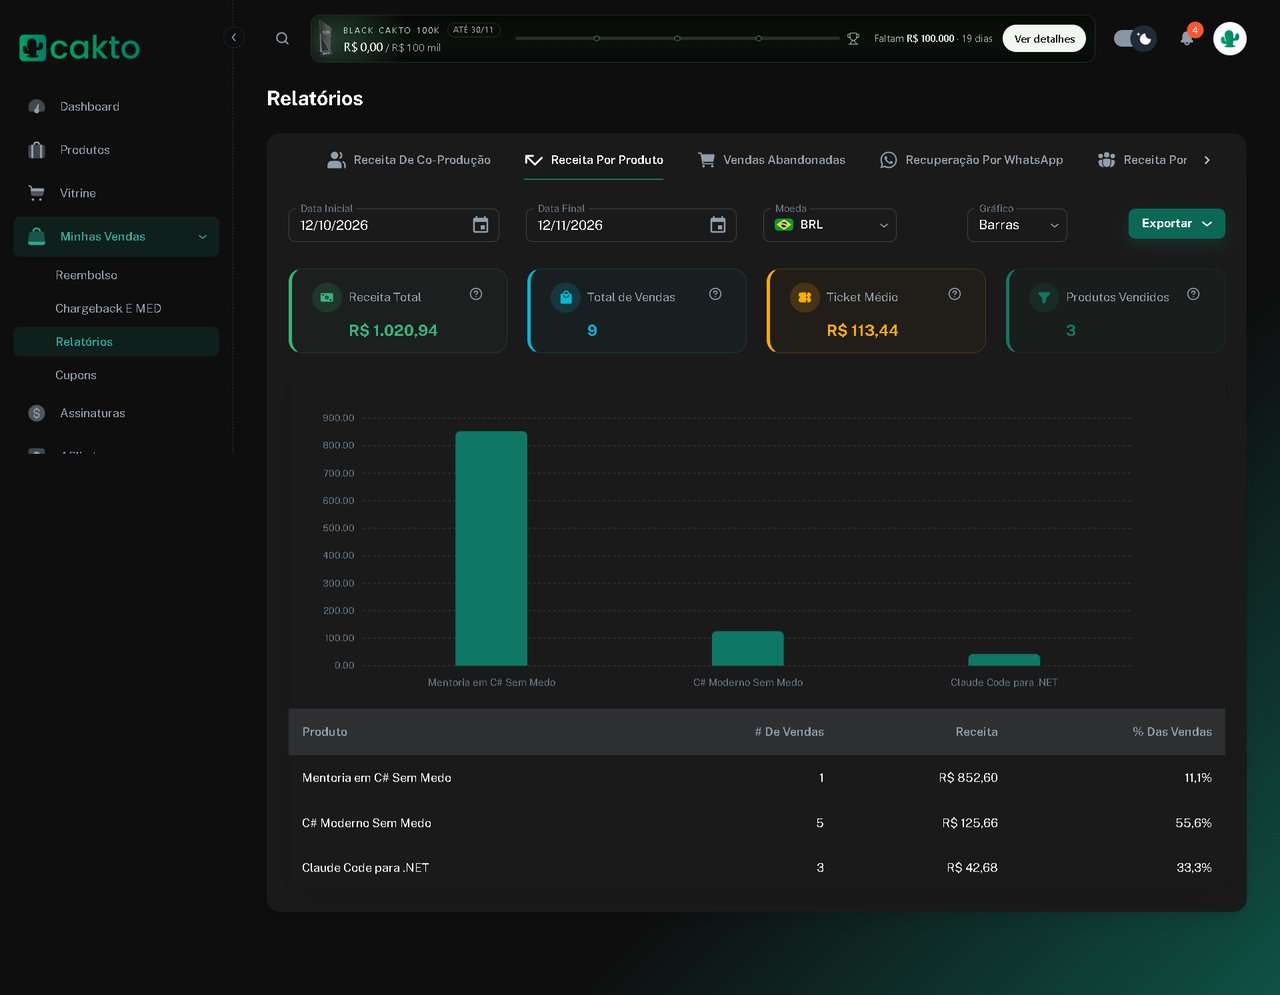 cakto
BLACK CAKTO 100K ATÉ 30/11
R$ 0,00 / R$ 100 mil
Faltam R$ 100.000 · 19 dias
Ver detalhes
4
Dashboard
Produtos
Vitrine
Minhas Vendas
Reembolso
Chargeback E MED
Relatórios
Cupons
Assinaturas
Relatórios
Receita De Co-Produção
Receita Por Produto
Vendas Abandonadas
Recuperação Por WhatsApp
Receita Por
Data Inicial
12/10/2026
Data Final
12/11/2026
Moeda
BRL
Gráfico
Barras
Exportar
Receita Total
R$ 1.020,94
Total de Vendas
9
Ticket Médio
R$ 113,44
Produtos Vendidos
3
900.00
800.00
700.00
600.00
500.00
400.00
300.00
200.00
100.00
0.00
Mentoria em C# Sem Medo
C# Moderno Sem Medo
Claude Code para .NET
Produto # De Vendas Receita % Das Vendas
Mentoria em C# Sem Medo 1 R$ 852,60 11,1%
C# Moderno Sem Medo 5 R$ 125,66 55,6%
Claude Code para .NET 3 R$ 42,68 33,3%